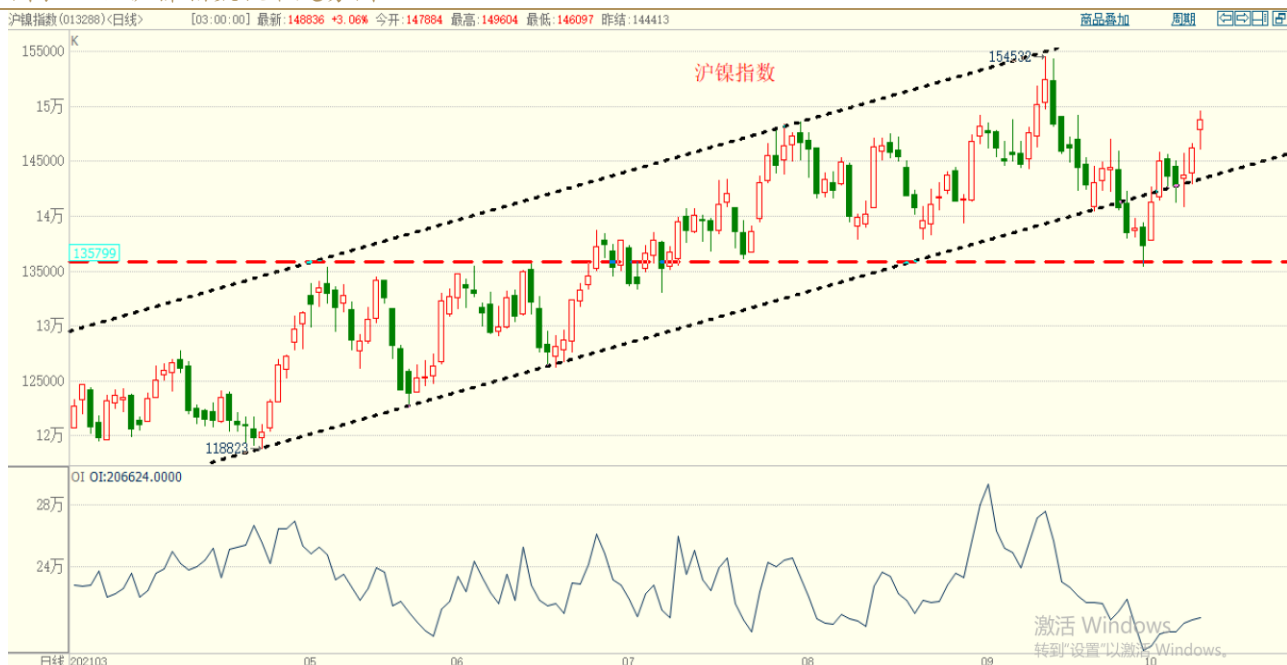 沪镍指数(013288)<日线> [03:00:00] 最新:148836 +3.06% 今开:147884 最高:149604 最低:146097 昨结:144413 商品叠加 周期
K
155000
154532
沪镍指数
15万
145000
14万
135799
135000
13万
125000
12万
118823
OI OI:206624.0000
28万
24万
激活 Windows
转到"设置"以激活 Windows。
日线 202103 05 06 07 08 09 10